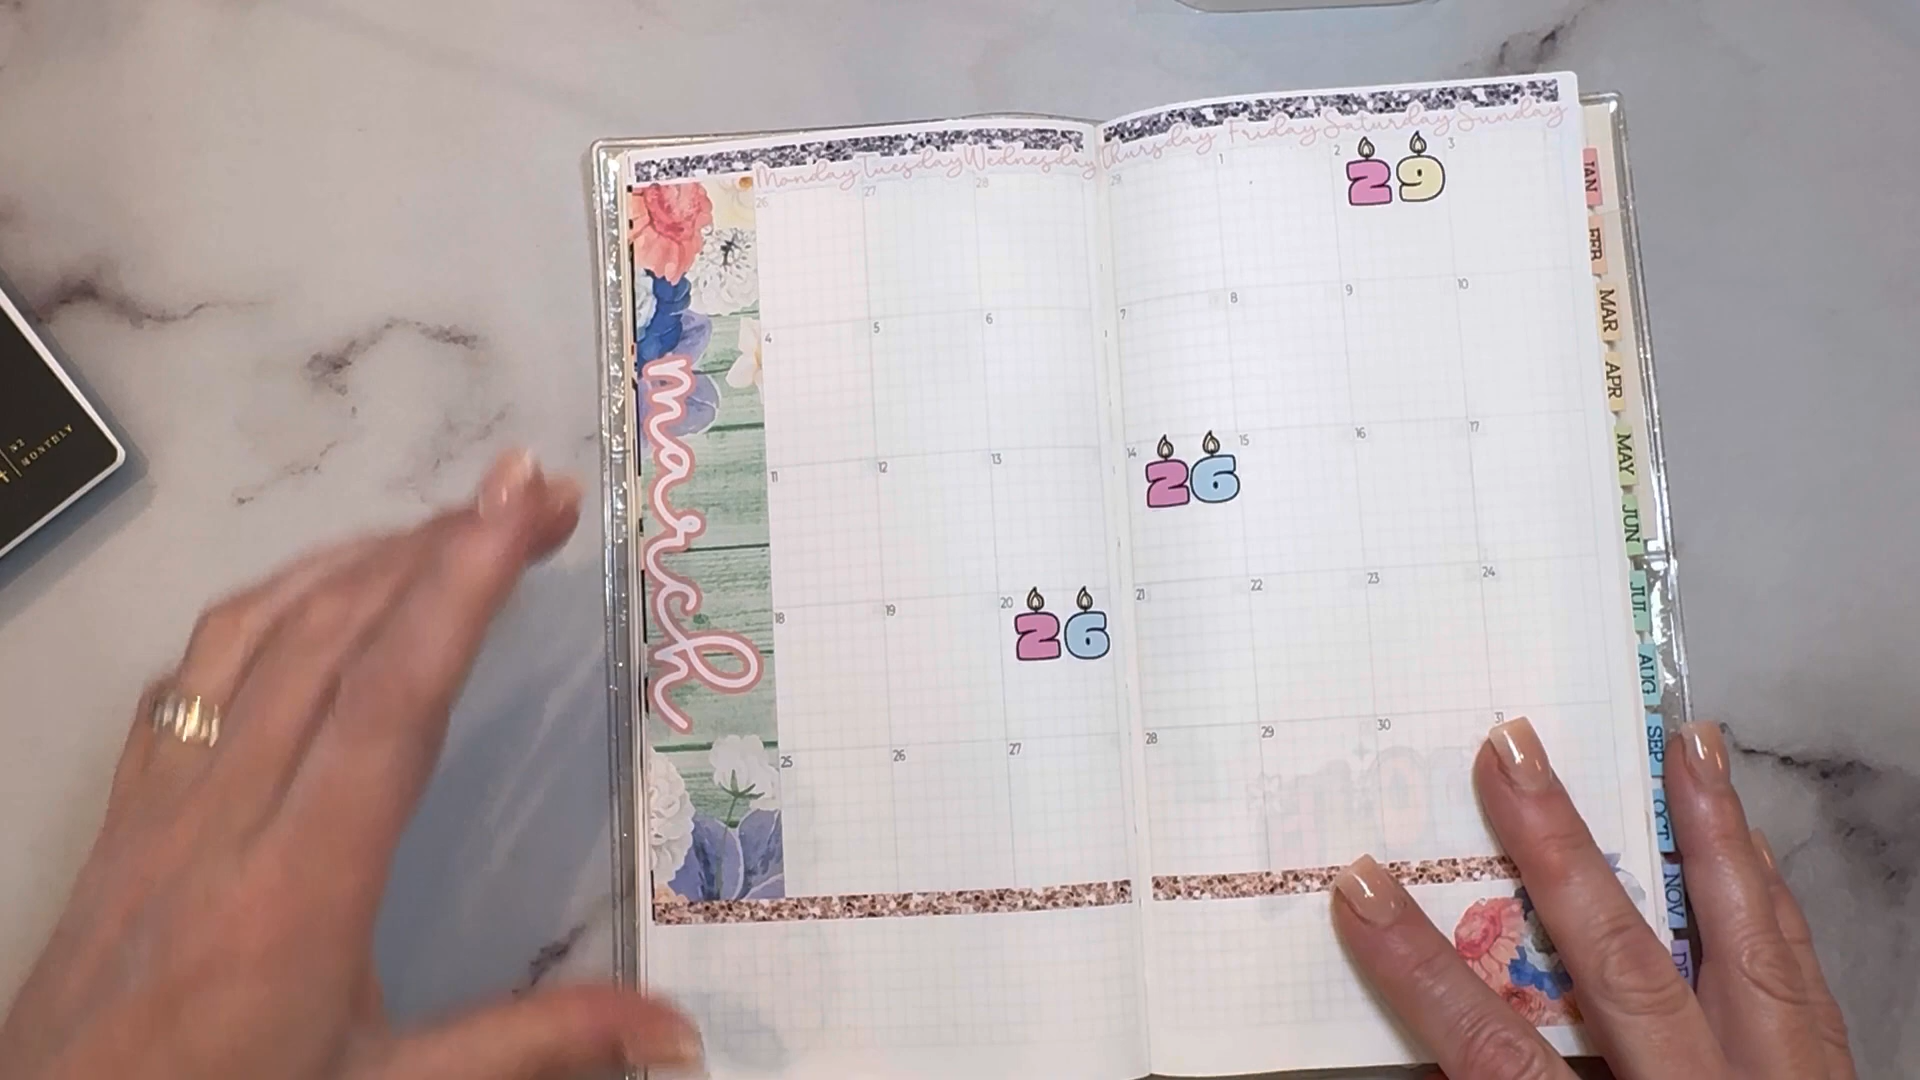 Monday Tuesday Wednesday Thursday Friday Saturday Sunday
26 27 28 29 1 2 29 3
4 5 6 7 8 9 10
11 12 13 14 26 15 16 17
18 19 20 26 21 22 23 24
25 26 27 28 29 30 31
march
JAN
FEB
MAR
APR
MAY
JUN
JUL
AUG
SEP
OCT
NOV
DE
N2
MONTHLY